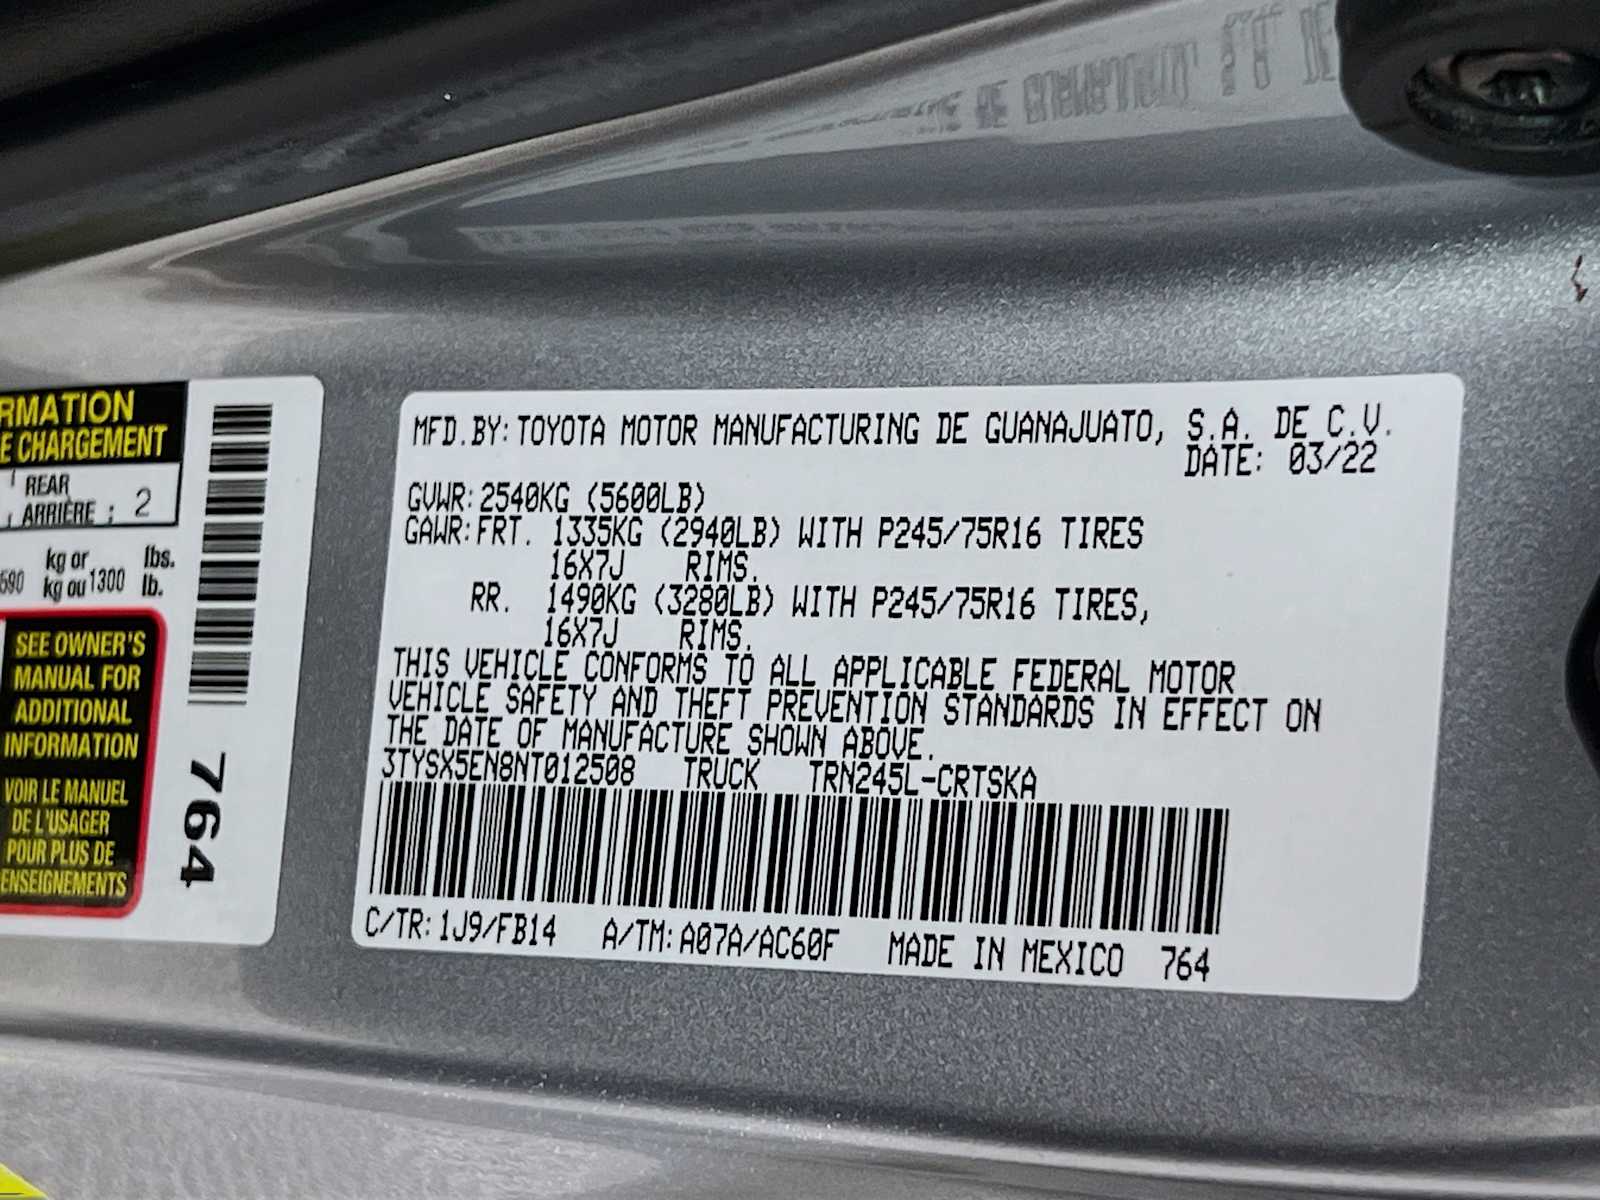 RMATION
E CHARGEMENT
REAR
ARRIÈRE : 2
kg or lbs.
590 kg ou 1300 lb.
SEE OWNER'S
MANUAL FOR
ADDITIONAL
INFORMATION
VOIR LE MANUEL
DE L'USAGER
POUR PLUS DE
ENSEIGNEMENTS
764
MFD.BY: TOYOTA MOTOR MANUFACTURING DE GUANAJUATO, S.A. DE C.V.
DATE: 03/22
GVWR: 2540KG (5600LB)
GAWR: FRT. 1335KG (2940LB) WITH P245/75R16 TIRES
16X7J RIMS,
RR. 1490KG (3280LB) WITH P245/75R16 TIRES,
16X7J RIMS,
THIS VEHICLE CONFORMS TO ALL APPLICABLE FEDERAL MOTOR
VEHICLE SAFETY AND THEFT PREVENTION STANDARDS IN EFFECT ON
THE DATE OF MANUFACTURE SHOWN ABOVE.
3TYSX5EN8NT012508 TRUCK TRN245L-CRTSKA
C/TR: 1J9/FB14 A/TM: A07A/AC60F MADE IN MEXICO 764